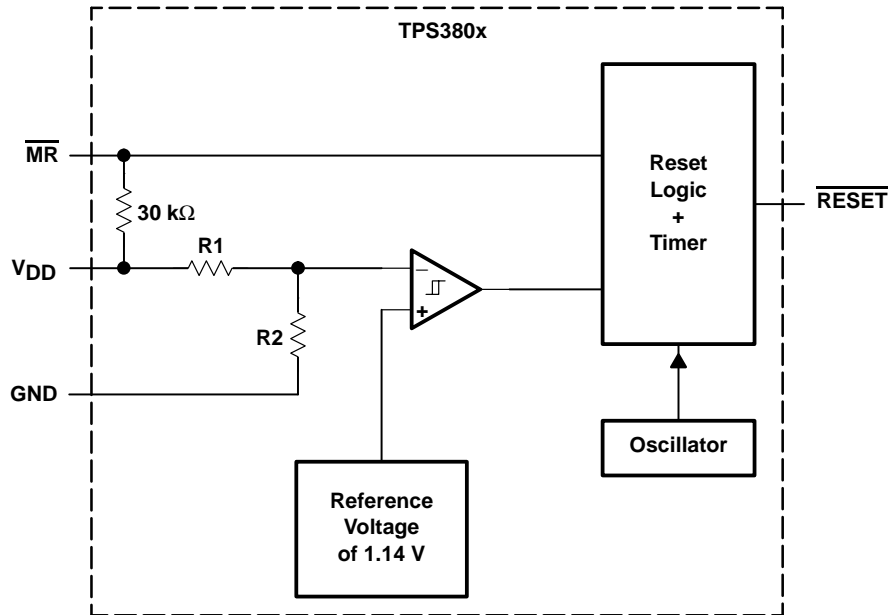 TPS380x
MR
30 kΩ
VDD
R1
R2
GND
−
+
Reset
Logic
+
Timer
RESET
Oscillator
Reference
Voltage
of 1.14 V